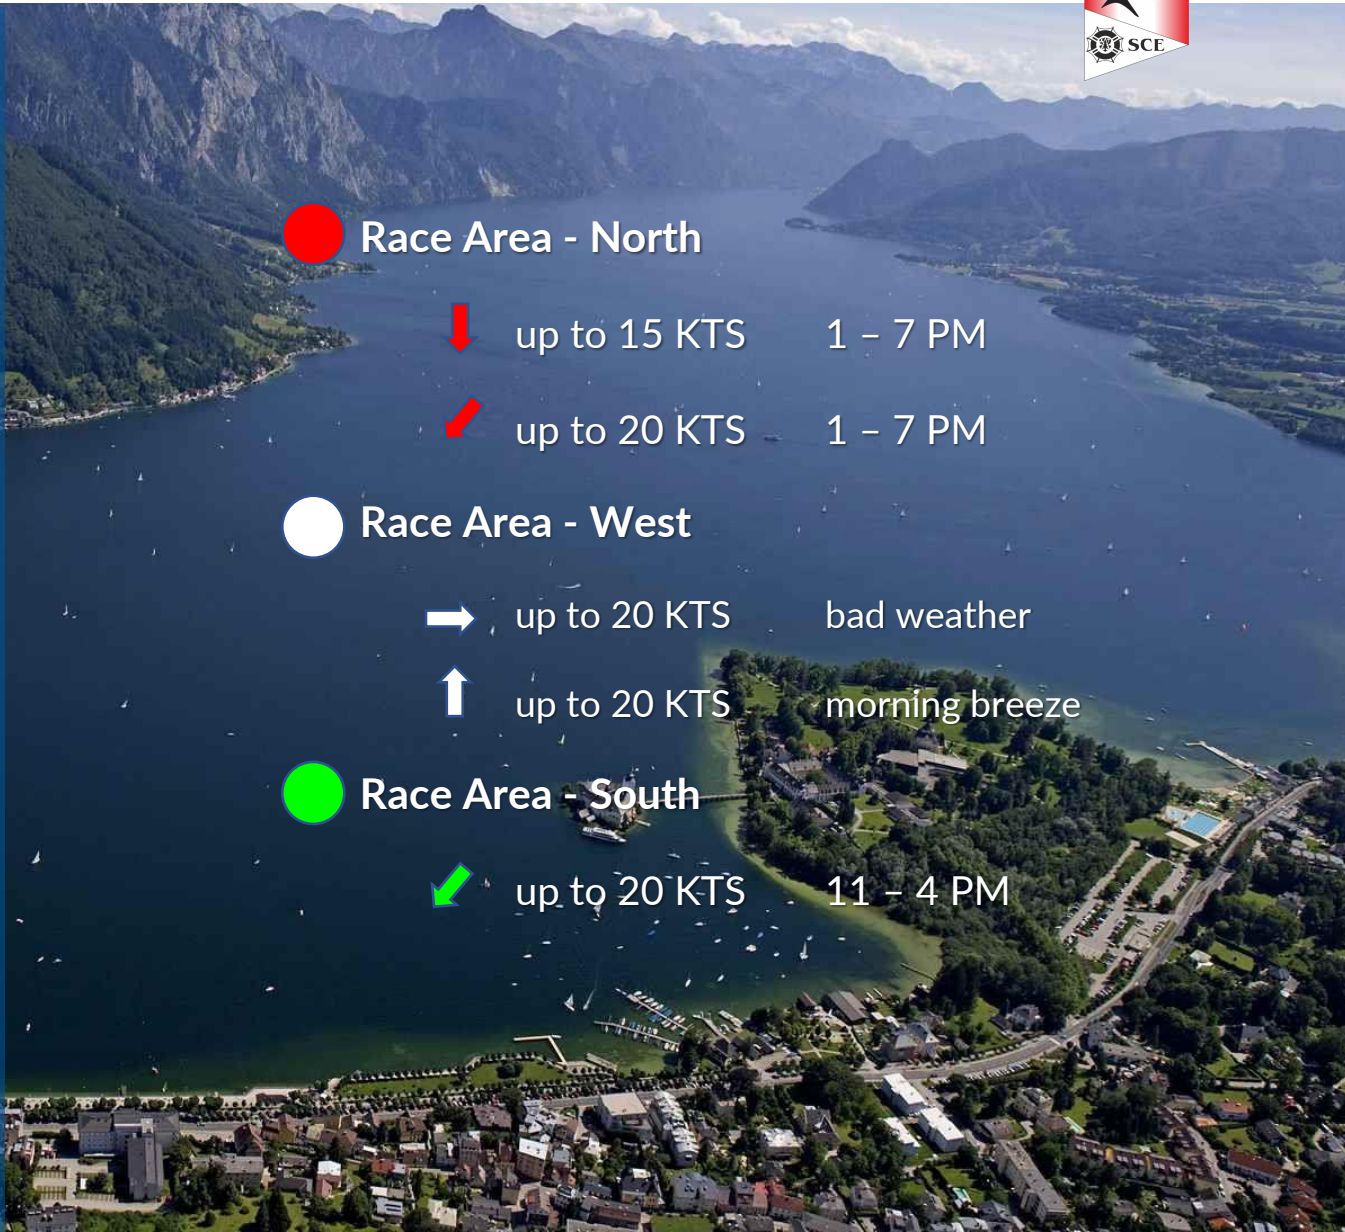 SCE
Race Area - North
up to 15 KTS 1 – 7 PM
up to 20 KTS 1 – 7 PM
Race Area - West
up to 20 KTS bad weather
up to 20 KTS morning breeze
Race Area - South
up to 20 KTS 11 – 4 PM